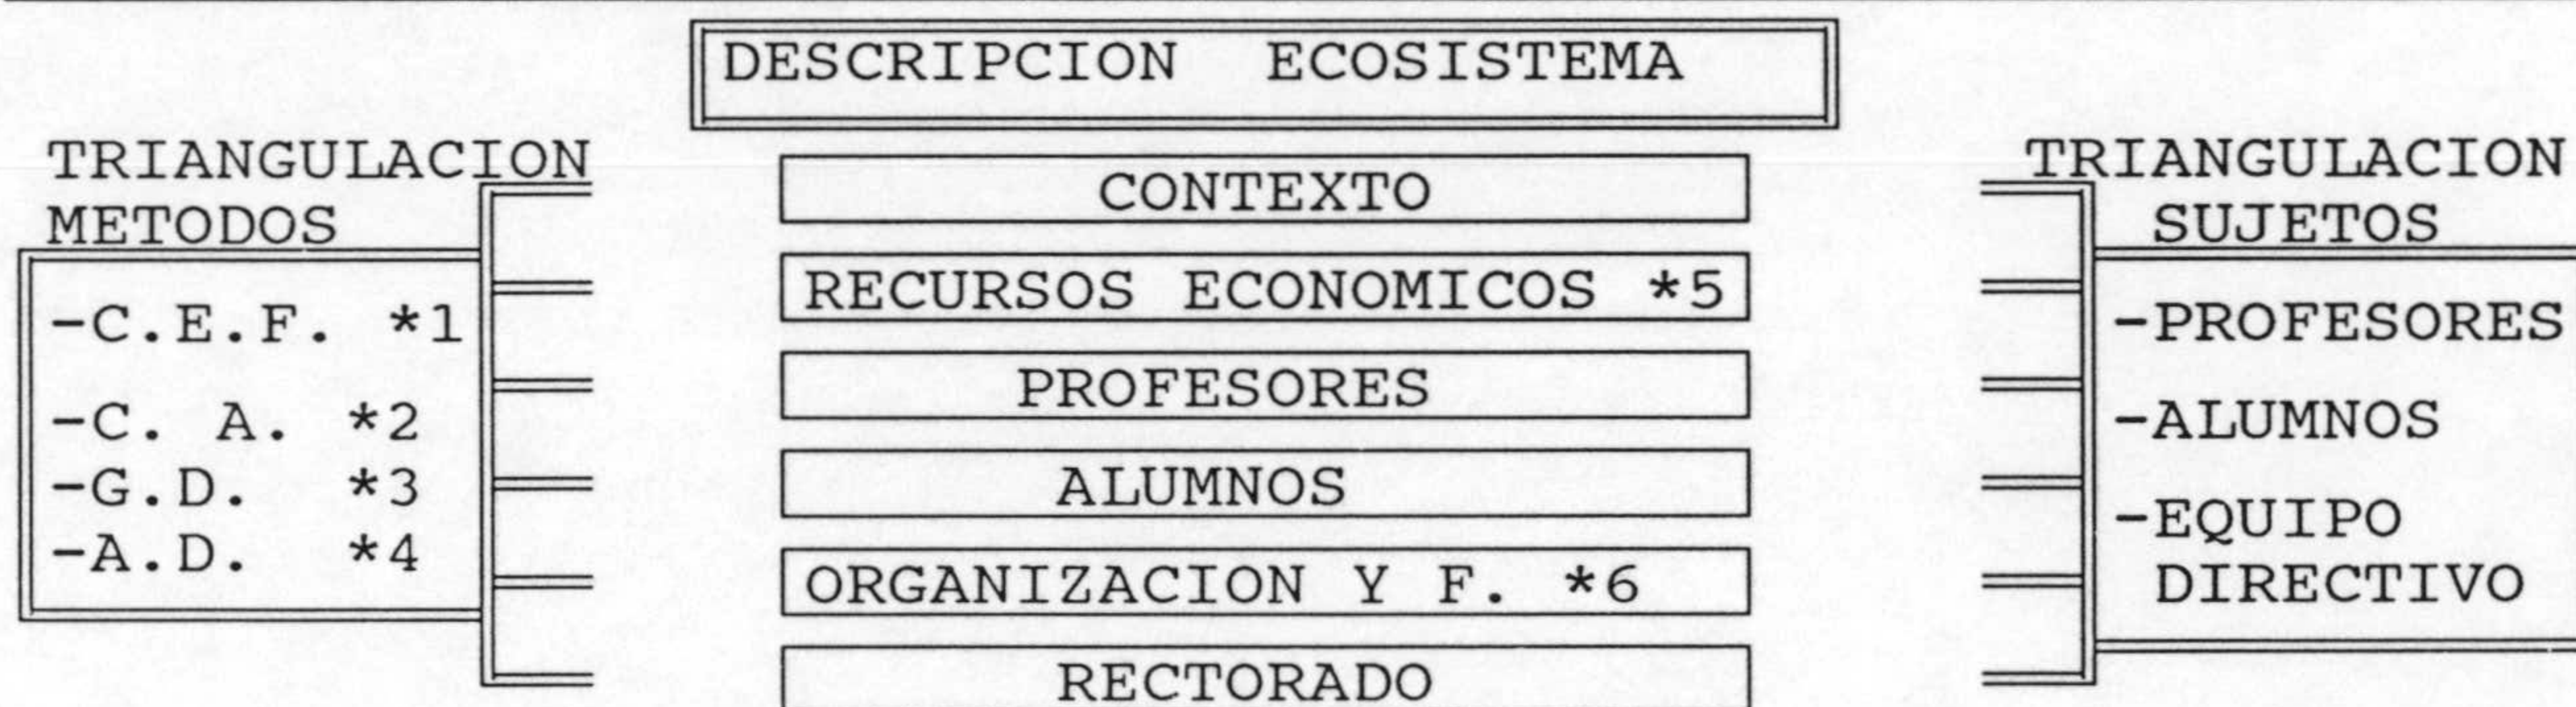 DESCRIPCION ECOSISTEMA
TRIANGULACION
METODOS
-C.E.F. *1
-C. A. *2
-G.D. *3
-A.D. *4
CONTEXTO
RECURSOS ECONOMICOS *5
PROFESORES
ALUMNOS
ORGANIZACION Y F. *6
RECTORADO
TRIANGULACION
SUJETOS
-PROFESORES
-ALUMNOS
-EQUIPO
DIRECTIVO